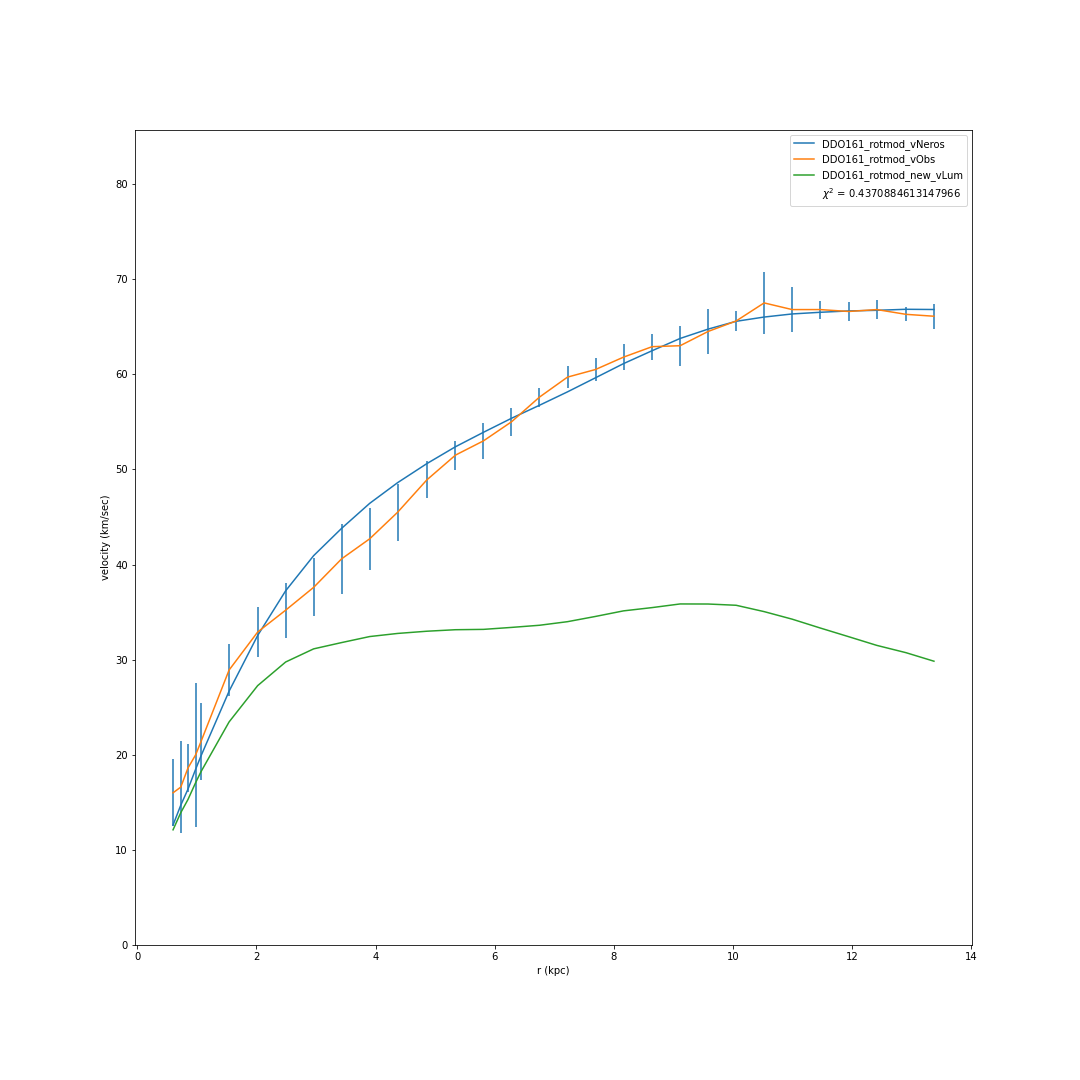 DDO161_rotmod_vNeros
DDO161_rotmod_vObs
DDO161_rotmod_new_vLum
χ² = 0.4370884613147966
80
70
60
50
40
30
20
10
0
velocity (km/sec)
0 2 4 6 8 10 12 14
r (kpc)